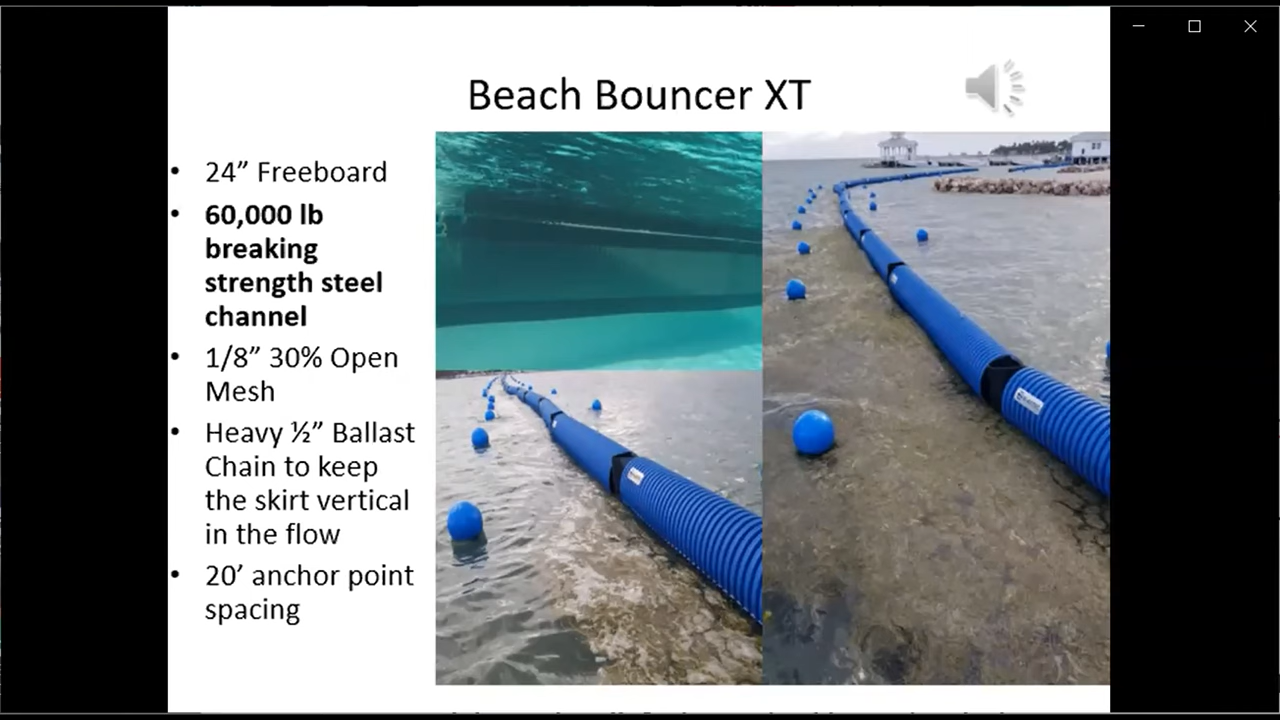 Beach Bouncer XT
• 24” Freeboard
• 60,000 lb
breaking
strength steel
channel
• 1/8” 30% Open
Mesh
• Heavy ½” Ballast
Chain to keep
the skirt vertical
in the flow
• 20’ anchor point
spacing